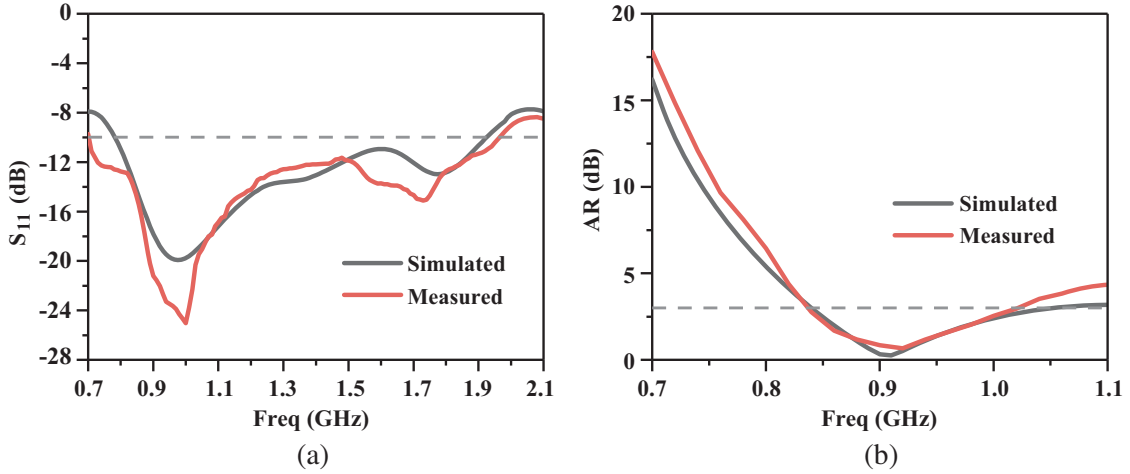 0
-4
-8
-12
-16
-20
-24
-28
S11 (dB)
Simulated
Measured
0.7 0.9 1.1 1.3 1.5 1.7 1.9 2.1
Freq (GHz)
(a)
20
15
10
5
0
AR (dB)
Simulated
Measured
0.7 0.8 0.9 1.0 1.1
Freq (GHz)
(b)